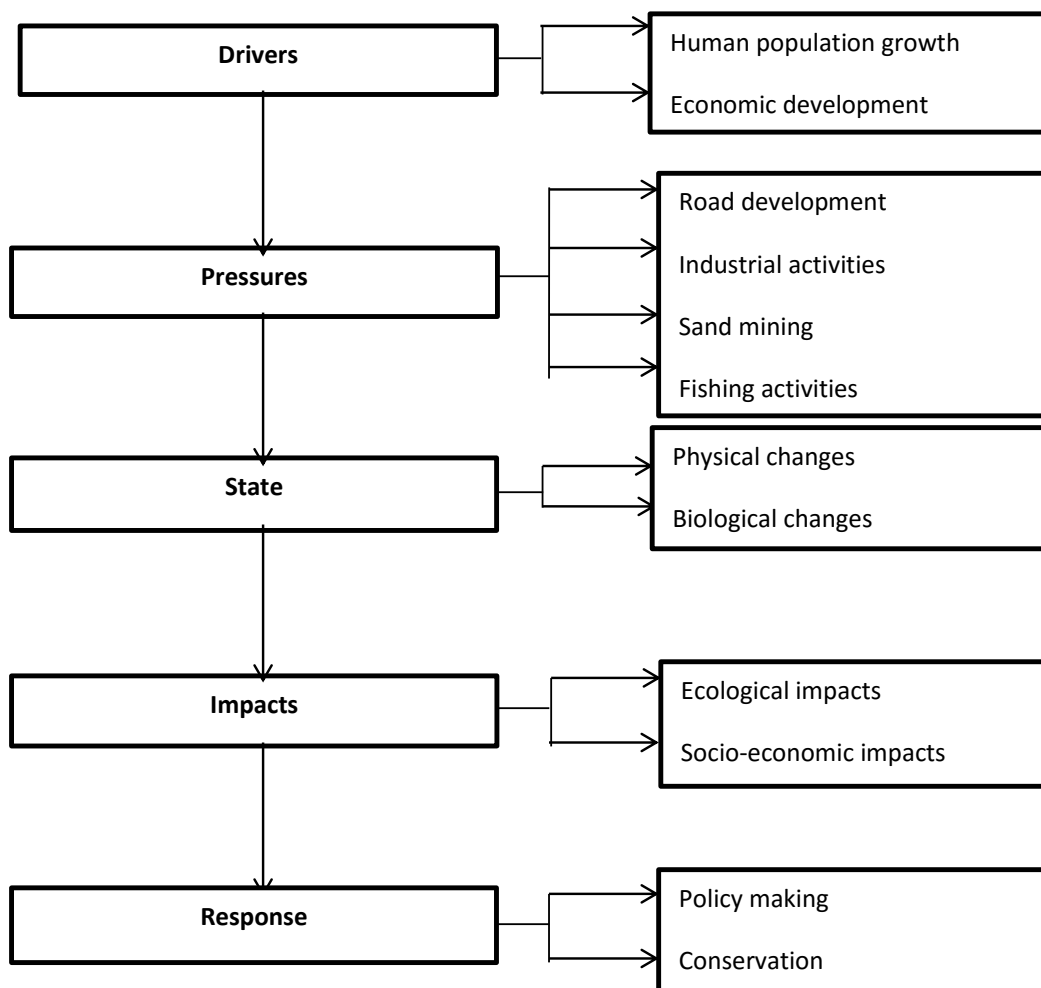 Drivers
Human population growth
Economic development
Pressures
Road development
Industrial activities
Sand mining
Fishing activities
State
Physical changes
Biological changes
Impacts
Ecological impacts
Socio-economic impacts
Response
Policy making
Conservation